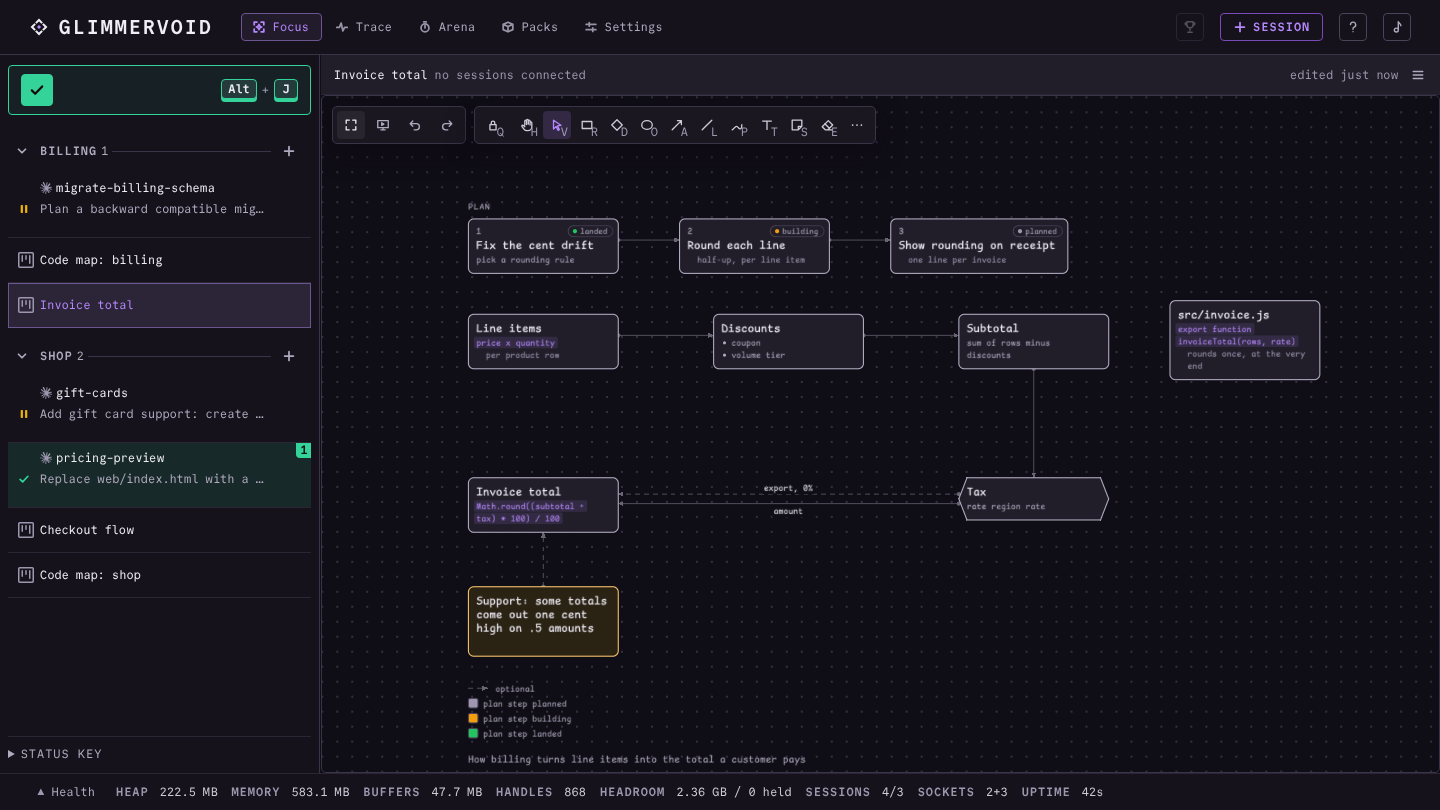 GLIMMERVOID
Focus
Trace
Arena
Packs
Settings
SESSION
?
Alt + J
BILLING 1
migrate-billing-schema
Plan a backward compatible mig…
Code map: billing
Invoice total
SHOP 2
gift-cards
Add gift card support: create …
1
pricing-preview
Replace web/index.html with a …
Checkout flow
Code map: shop
STATUS KEY
Invoice total no sessions connected
edited just now
Q H V R D O A L P T S E
PLAN
1 landed
Fix the cent drift
pick a rounding rule
2 building
Round each line
half-up, per line item
3 planned
Show rounding on receipt
one line per invoice
Line items
price x quantity
per product row
Discounts
• coupon
• volume tier
Subtotal
sum of rows minus
discounts
src/invoice.js
export function
invoiceTotal(rows, rate)
rounds once, at the very
end
Invoice total
Math.round((subtotal +
tax) * 100) / 100
export, 0%
amount
Tax
rate region rate
Support: some totals
come out one cent
high on .5 amounts
optional
plan step planned
plan step building
plan step landed
How billing turns line items into the total a customer pays
Health HEAP 222.5 MB MEMORY 583.1 MB BUFFERS 47.7 MB HANDLES 868 HEADROOM 2.36 GB / 0 held SESSIONS 4/3 SOCKETS 2+3 UPTIME 42s